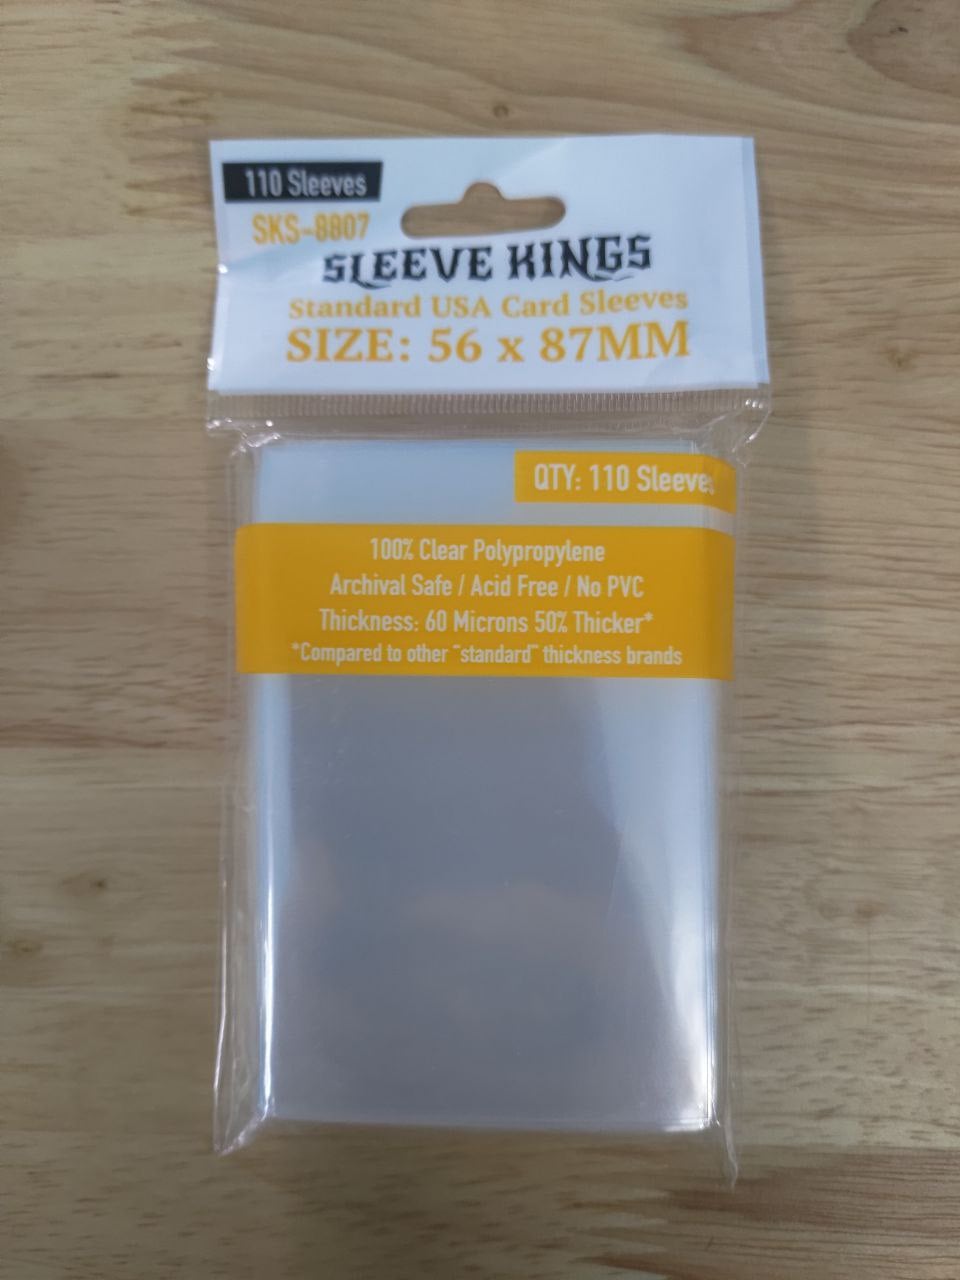 110 Sleeves
SKS-8807
SLEEVE KINGS
Standard USA Card Sleeves
SIZE: 56 x 87MM
QTY: 110 Sleeves
100% Clear Polypropylene
Archival Safe / Acid Free / No PVC
Thickness: 60 Microns 50% Thicker*
*Compared to other "standard" thickness brands